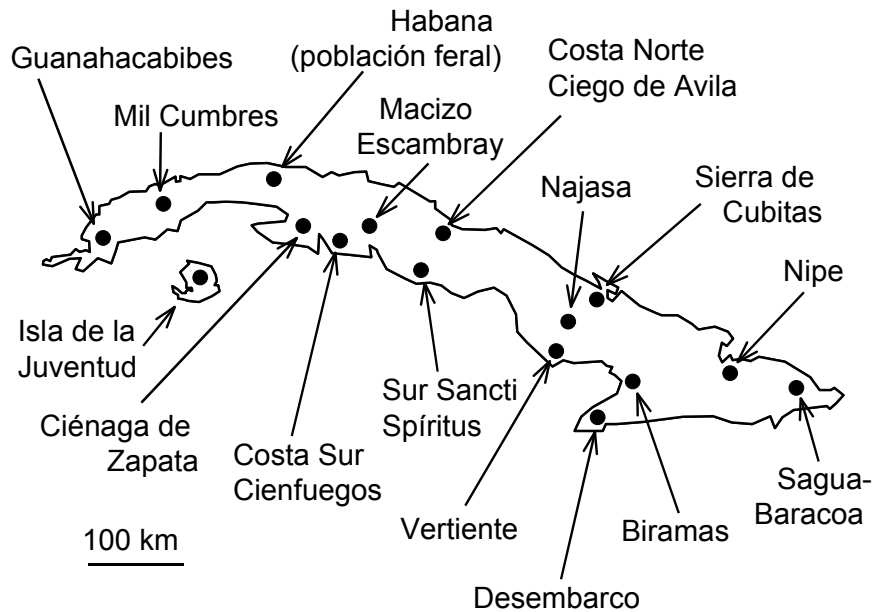 Habana
(población feral)
Guanahacabibes
Costa Norte
Ciego de Avila
Mil Cumbres
Macizo
Escambray
Najasa
Sierra de
Cubitas
Nipe
Isla de la
Juventud
Sur Sancti
Spíritus
Ciénaga de
Zapata
Costa Sur
Cienfuegos
Sagua-
Baracoa
Vertiente
Biramas
100 km
Desembarco